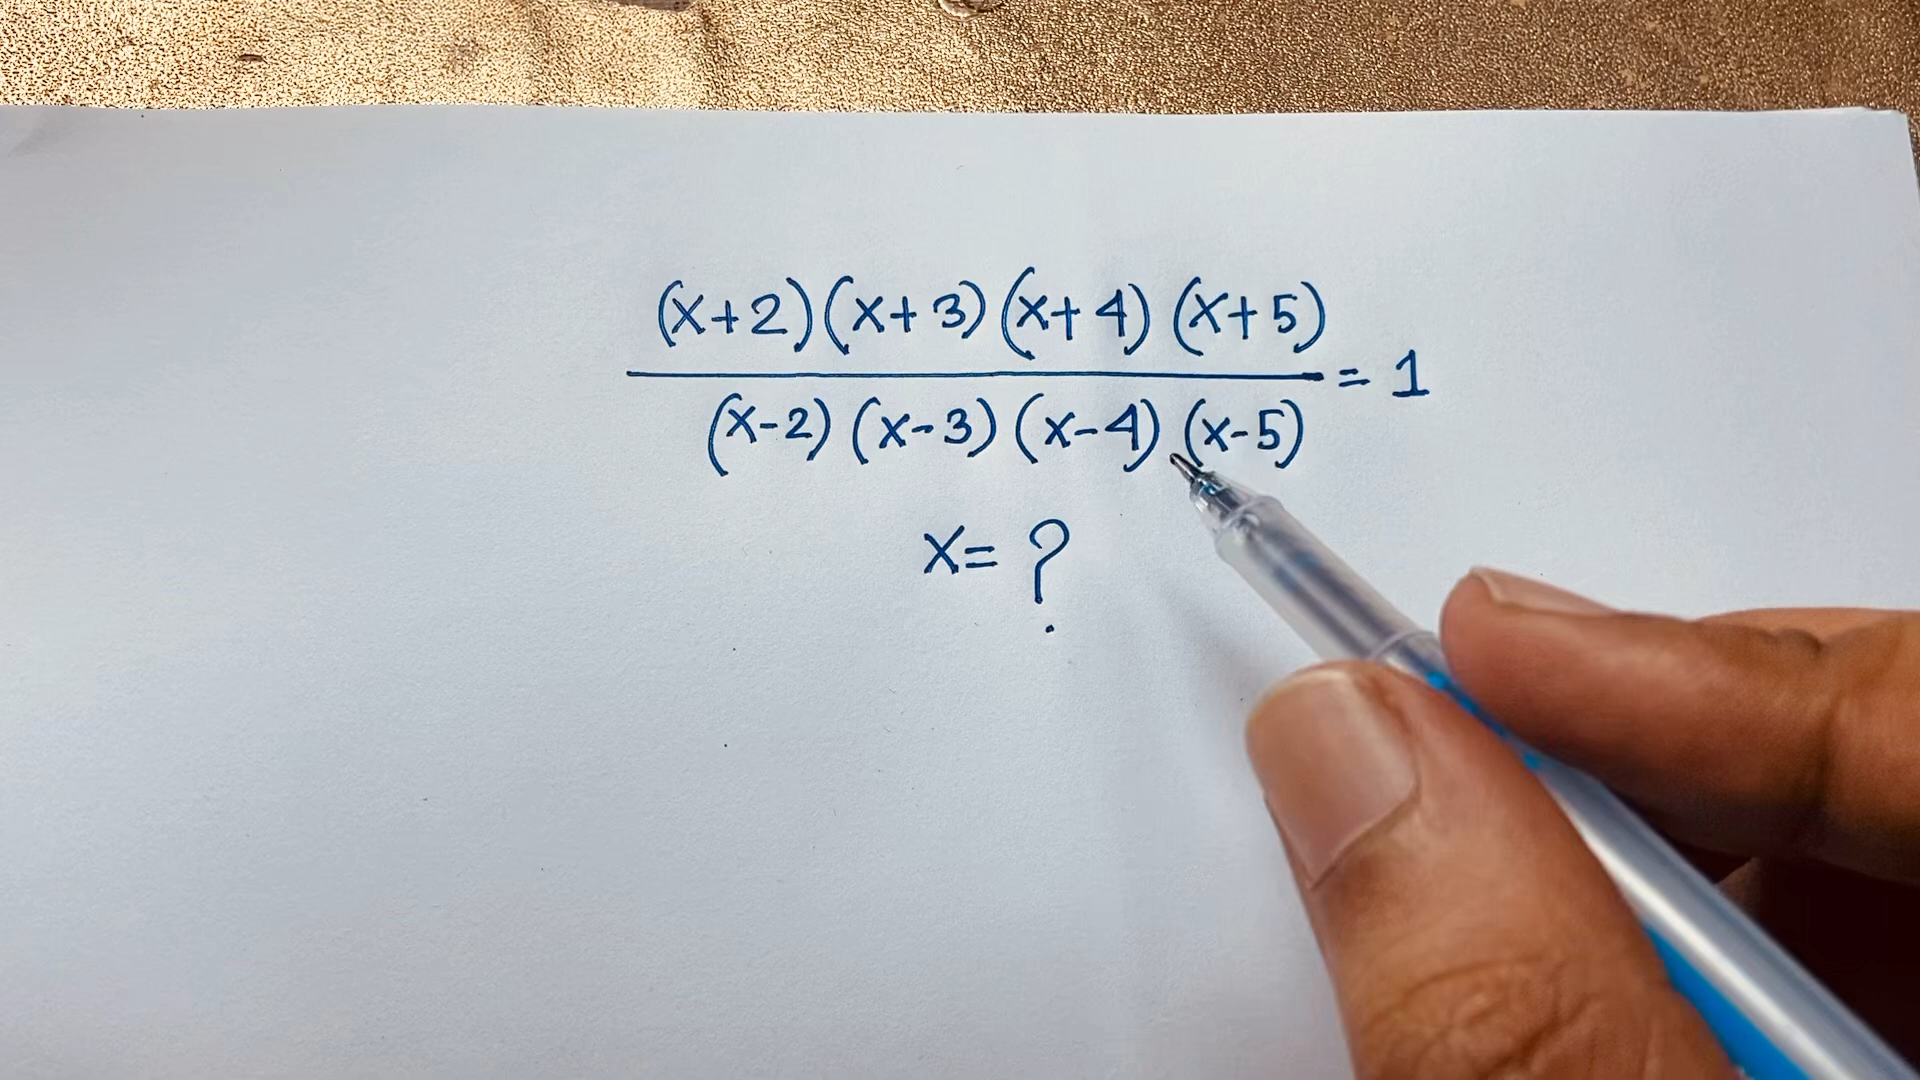 (x+2)(x+3)(x+4)(x+5)
———————————— = 1
(x-2)(x-3)(x-4)(x-5)
x= ?